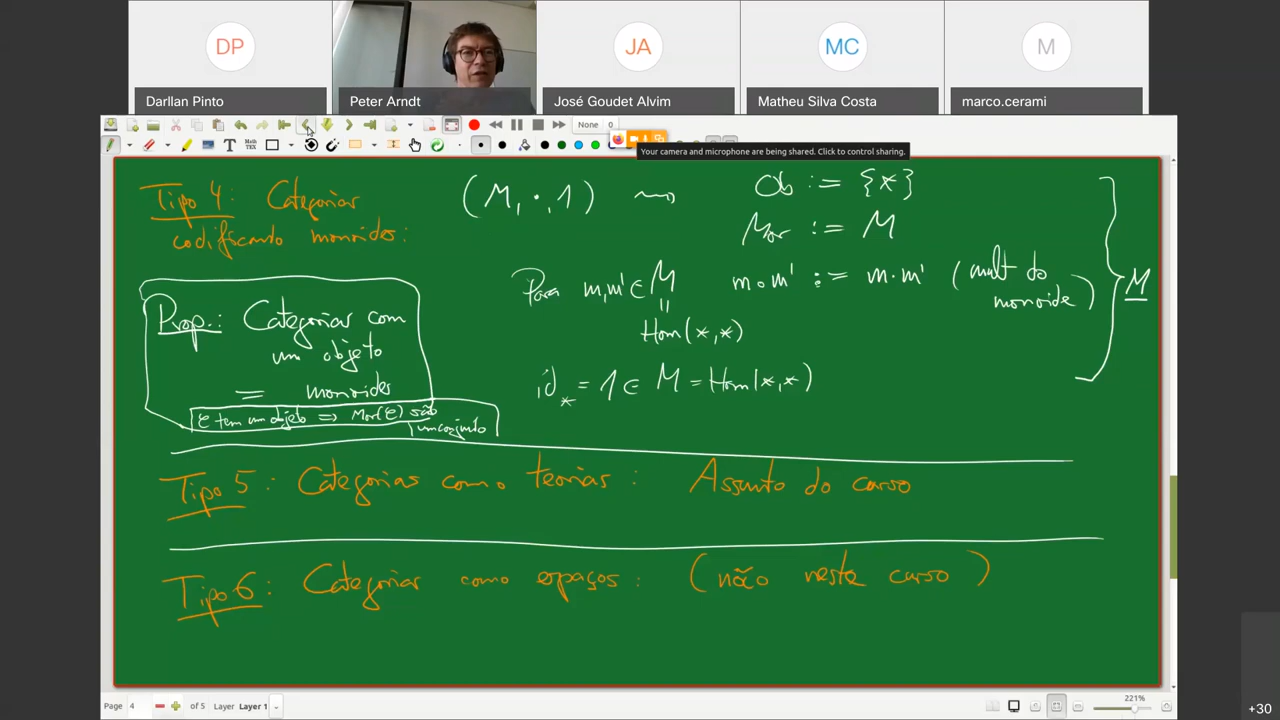 DP
JA
MC
M
Darllan Pinto
Peter Arndt
José Goudet Alvim
Matheu Silva Costa
marco.cerami
None 0
Your camera and microphone are being shared. Click to control sharing.
Tipo 4: Categorias
codificando monoides:
(M, ·, 1) ⇝
Ob := {*}
Mor := M
Para m, m' ∈ M
m∘m' := m·m' (mult do
monoide)
M
=
Hom(*,*)
id_* = 1 ∈ M = Hom(*,*)
Prop.: Categorias com
um objeto
= monoides
C tem um objeto ⇒ Mor(C) são
um conjunto
Tipo 5: Categorias como teorias: Assunto do curso
Tipo 6: Categorias como espaços: (não neste curso)
Page 4 of 5 Layer Layer 1
221%
+30